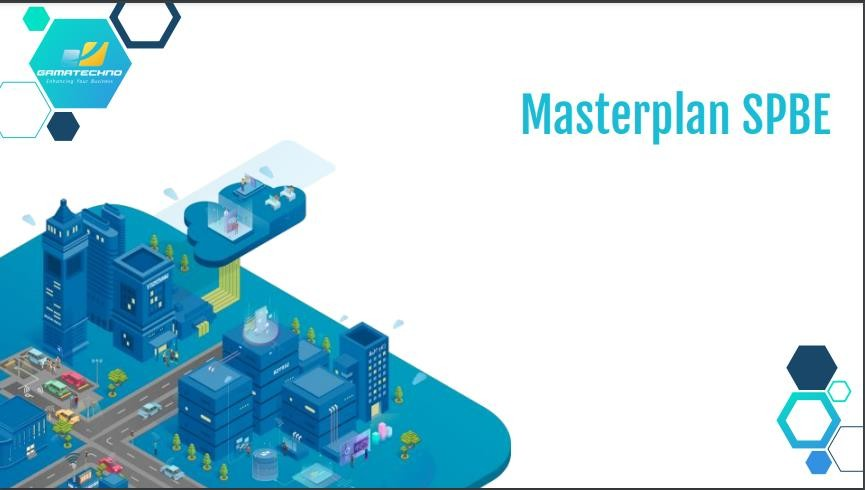 GAMATECHNO
Enhancing Your Business
Masterplan SPBE